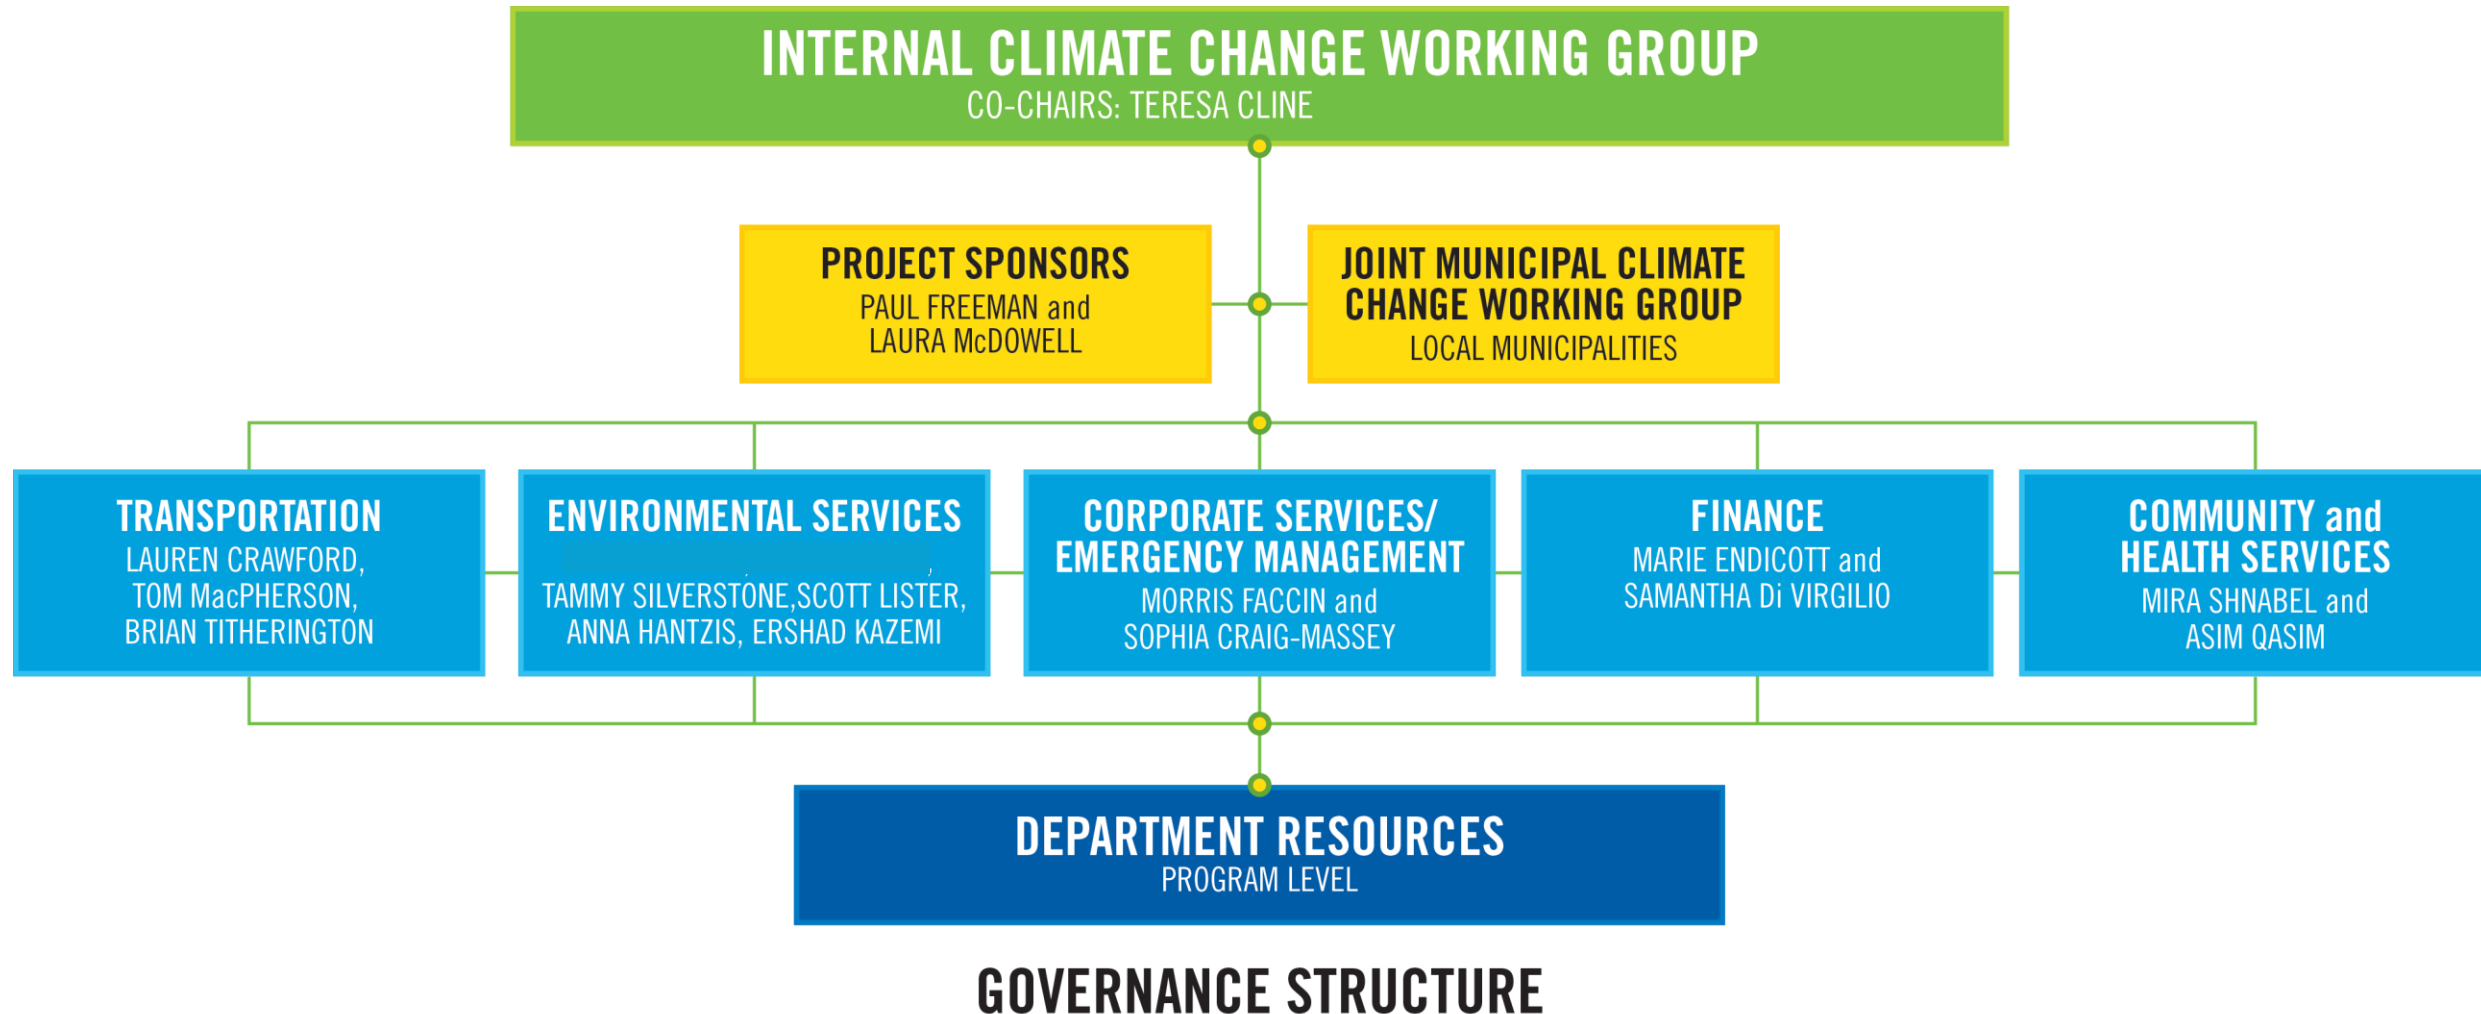 INTERNAL CLIMATE CHANGE WORKING GROUP
CO-CHAIRS: TERESA CLINE
PROJECT SPONSORS
PAUL FREEMAN and
LAURA McDOWELL
JOINT MUNICIPAL CLIMATE
CHANGE WORKING GROUP
LOCAL MUNICIPALITIES
TRANSPORTATION
LAUREN CRAWFORD,
TOM MacPHERSON,
BRIAN TITHERINGTON
ENVIRONMENTAL SERVICES
TAMMY SILVERSTONE,SCOTT LISTER,
ANNA HANTZIS, ERSHAD KAZEMI
CORPORATE SERVICES/
EMERGENCY MANAGEMENT
MORRIS FACCIN and
SOPHIA CRAIG-MASSEY
FINANCE
MARIE ENDICOTT and
SAMANTHA Di VIRGILIO
COMMUNITY and
HEALTH SERVICES
MIRA SHNABEL and
ASIM QASIM
DEPARTMENT RESOURCES
PROGRAM LEVEL
GOVERNANCE STRUCTURE